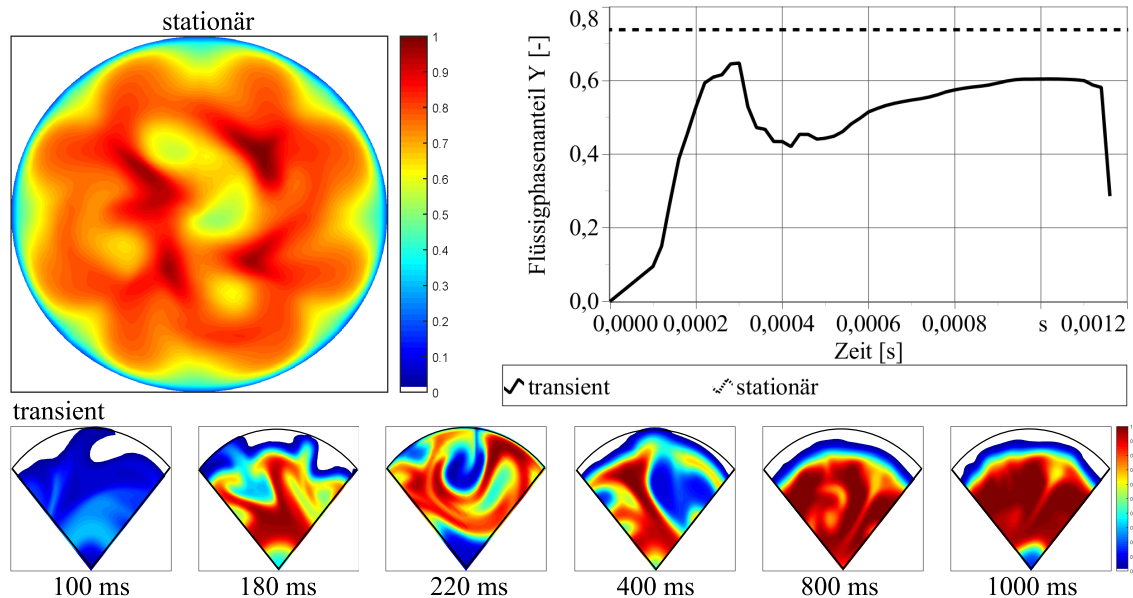 stationär
1
0.9
0.8
0.7
0.6
0.5
0.4
0.3
0.2
0.1
0
Flüssigphasenanteil Y [-]
0,8
0,6
0,4
0,2
0,0
0,0000 0,0002 0,0004 0,0006 0,0008 s 0,0012
Zeit [s]
transient stationär
transient
100 ms 180 ms 220 ms 400 ms 800 ms 1000 ms